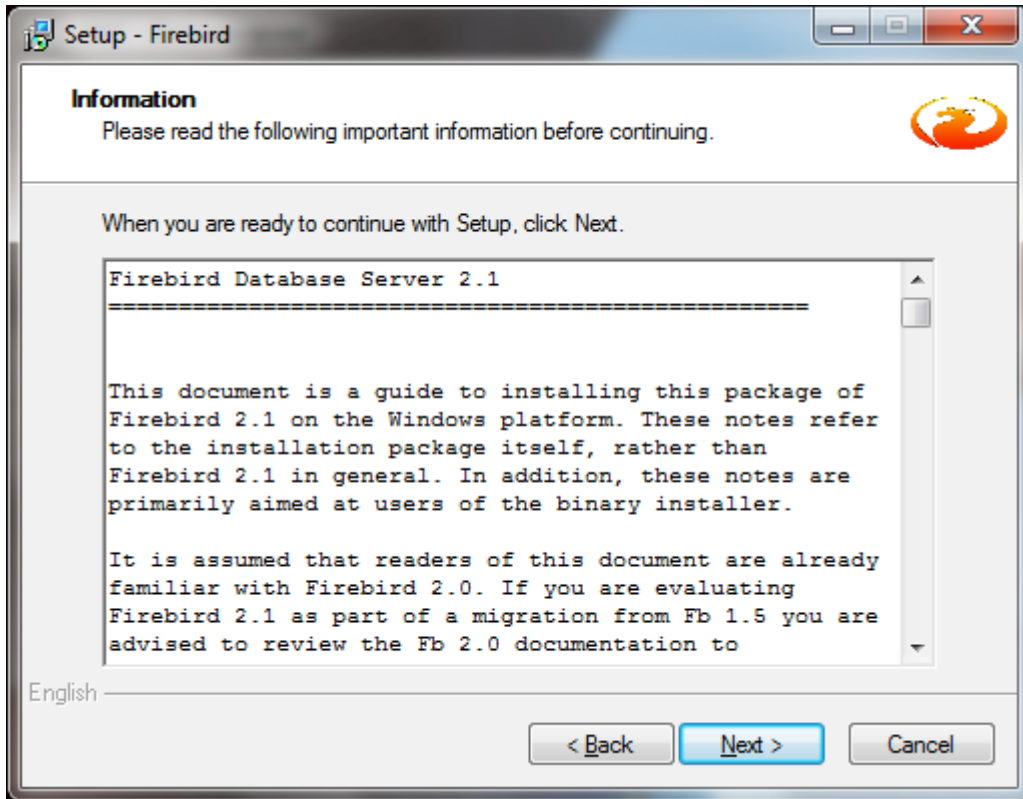 Setup - Firebird
Information
Please read the following important information before continuing.
When you are ready to continue with Setup, click Next.
Firebird Database Server 2.1
==================================================
This document is a guide to installing this package of
Firebird 2.1 on the Windows platform. These notes refer
to the installation package itself, rather than
Firebird 2.1 in general. In addition, these notes are
primarily aimed at users of the binary installer.
It is assumed that readers of this document are already
familiar with Firebird 2.0. If you are evaluating
Firebird 2.1 as part of a migration from Fb 1.5 you are
advised to review the Fb 2.0 documentation to
English
< Back
Next >
Cancel